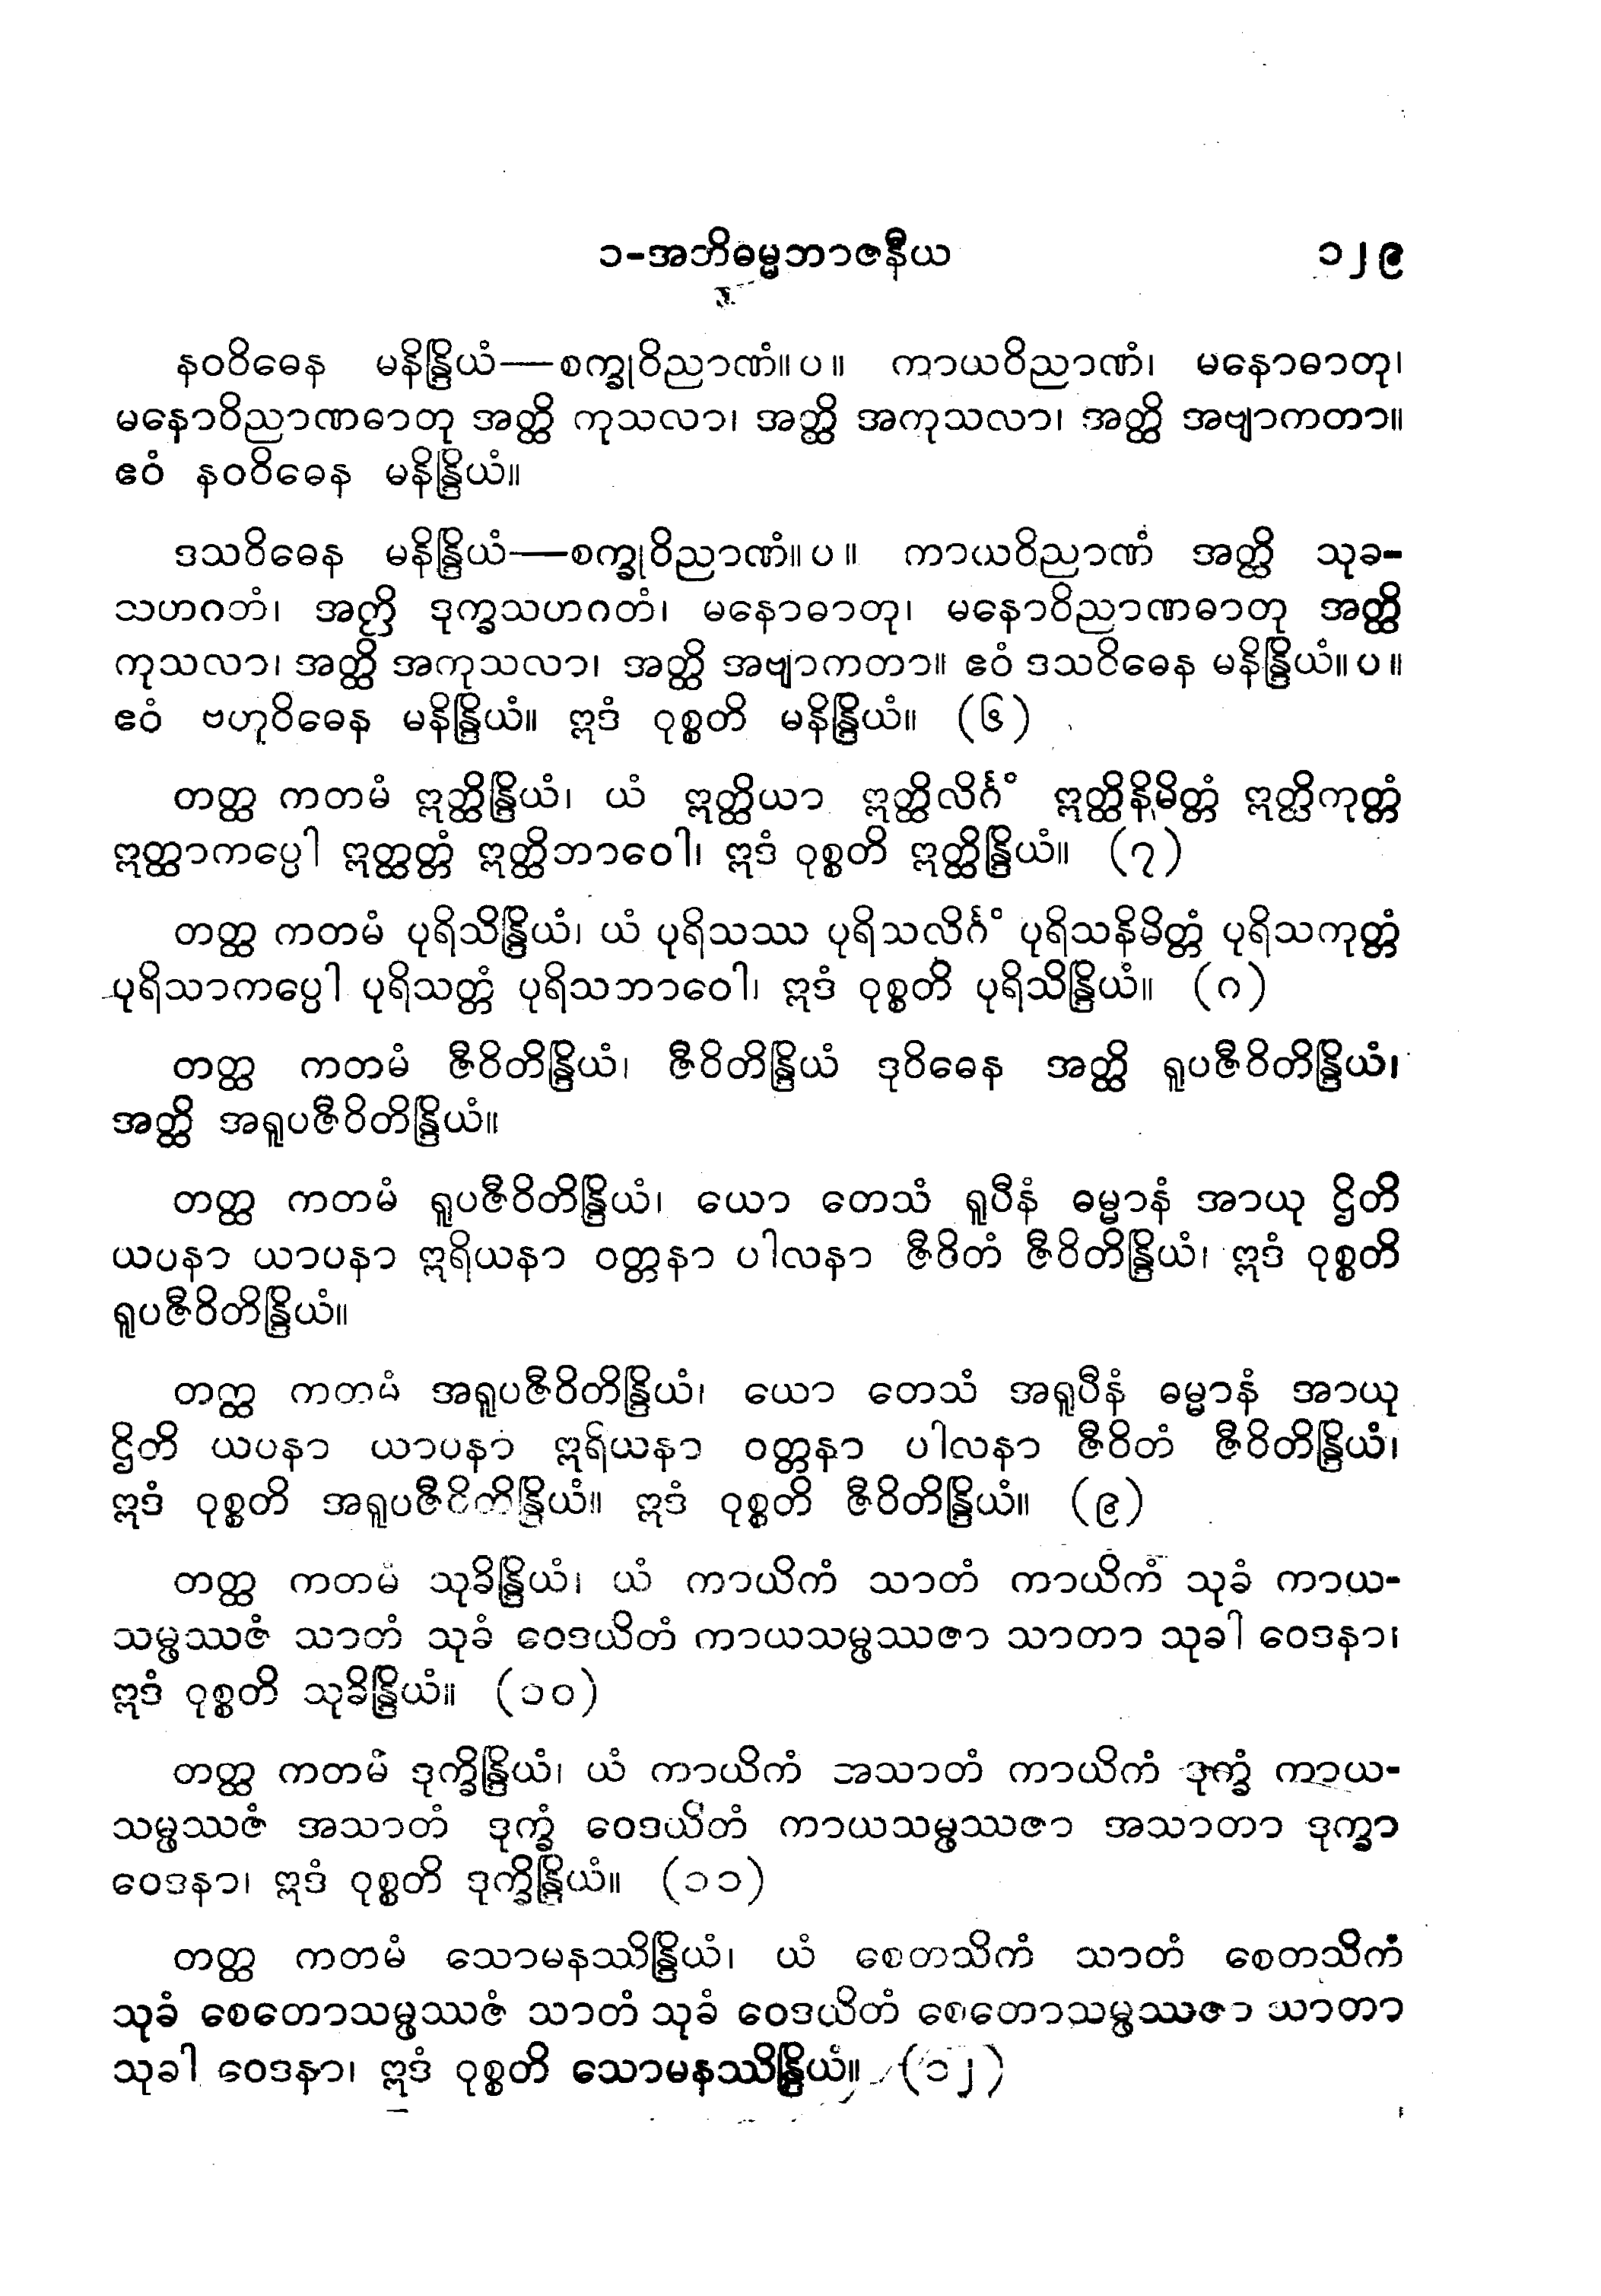 ၁-အဘိဓမ္မဘာဇနီယ ၁၂၉
နဝဝိဓေန မနိန္ဒြိယံ—စက္ခုဝိညာဏံ။ပ။ ကာယဝိညာဏံ၊ မနောဓာတု၊
မနောဝိညာဏဓာတု အတ္ထိ ကုသလာ၊ အတ္ထိ အကုသလာ၊ အတ္ထိ အဗျာကတာ။
ဧဝံ နဝဝိဓေန မနိန္ဒြိယံ။
ဒသဝိဓေန မနိန္ဒြိယံ—စက္ခုဝိညာဏံ။ပ။ ကာယဝိညာဏံ အတ္ထိ သုခ-
သဟဂတံ၊ အတ္ထိ ဒုက္ခသဟဂတံ၊ မနောဓာတု၊ မနောဝိညာဏဓာတု အတ္ထိ
ကုသလာ၊ အတ္ထိ အကုသလာ၊ အတ္ထိ အဗျာကတာ။ ဧဝံ ဒသဝိဓေန မနိန္ဒြိယံ။ပ။
ဧဝံ ဗဟုဝိဓေန မနိန္ဒြိယံ။ ဣဒံ ဝုစ္စတိ မနိန္ဒြိယံ။ (၆)
တတ္ထ ကတမံ ဣတ္ထိန္ဒြိယံ၊ ယံ ဣတ္ထိယာ ဣတ္ထိလိင်္ဂံ ဣတ္ထိနိမိတ္တံ ဣတ္ထိကုတ္တံ
ဣတ္ထာကပ္ပေါ ဣတ္ထတ္တံ ဣတ္ထိဘာဝေါ၊ ဣဒံ ဝုစ္စတိ ဣတ္ထိန္ဒြိယံ။ (၇)
တတ္ထ ကတမံ ပုရိသိန္ဒြိယံ၊ ယံ ပုရိသဿ ပုရိသလိင်္ဂံ ပုရိသနိမိတ္တံ ပုရိသကုတ္တံ
ပုရိသာကပ္ပေါ ပုရိသတ္တံ ပုရိသဘာဝေါ၊ ဣဒံ ဝုစ္စတိ ပုရိသိန္ဒြိယံ။ (ဂ)
တတ္ထ ကတမံ ဇီဝိတိန္ဒြိယံ၊ ဇီဝိတိန္ဒြိယံ ဒုဝိဓေန အတ္ထိ ရူပဇီဝိတိန္ဒြိယံ၊
အတ္ထိ အရူပဇီဝိတိန္ဒြိယံ။
တတ္ထ ကတမံ ရူပဇီဝိတိန္ဒြိယံ၊ ယော တေသံ ရူပီနံ ဓမ္မာနံ အာယု ဌိတိ
ယပနာ ယာပနာ ဣရိယနာ ဝတ္တနာ ပါလနာ ဇီဝိတံ ဇီဝိတိန္ဒြိယံ၊ ဣဒံ ဝုစ္စတိ
ရူပဇီဝိတိန္ဒြိယံ။
တတ္ထ ကတမံ အရူပဇီဝိတိန္ဒြိယံ၊ ယော တေသံ အရူပီနံ ဓမ္မာနံ အာယု
ဌိတိ ယပနာ ယာပနာ ဣရိယနာ ဝတ္တနာ ပါလနာ ဇီဝိတံ ဇီဝိတိန္ဒြိယံ၊
ဣဒံ ဝုစ္စတိ အရူပဇီဝိတိန္ဒြိယံ။ ဣဒံ ဝုစ္စတိ ဇီဝိတိန္ဒြိယံ။ (၉)
တတ္ထ ကတမံ သုခိန္ဒြိယံ၊ ယံ ကာယိကံ သာတံ ကာယိကံ သုခံ ကာယ-
သမ္ဖဿဇံ သာတံ သုခံ ဝေဒယိတံ ကာယသမ္ဖဿဇာ သာတာ သုခါ ဝေဒနာ၊
ဣဒံ ဝုစ္စတိ သုခိန္ဒြိယံ။ (၁၀)
တတ္ထ ကတမံ ဒုက္ခိန္ဒြိယံ၊ ယံ ကာယိကံ အသာတံ ကာယိကံ ဒုက္ခံ ကာယ-
သမ္ဖဿဇံ အသာတံ ဒုက္ခံ ဝေဒယိတံ ကာယသမ္ဖဿဇာ အသာတာ ဒုက္ခာ
ဝေဒနာ၊ ဣဒံ ဝုစ္စတိ ဒုက္ခိန္ဒြိယံ။ (၁၁)
တတ္ထ ကတမံ သောမနဿိန္ဒြိယံ၊ ယံ စေတသိကံ သာတံ စေတသိကံ
သုခံ စေတောသမ္ဖဿဇံ သာတံ သုခံ ဝေဒယိတံ စေတောသမ္ဖဿဇာ သာတာ
သုခါ ဝေဒနာ၊ ဣဒံ ဝုစ္စတိ သောမနဿိန္ဒြိယံ။ (၁၂)